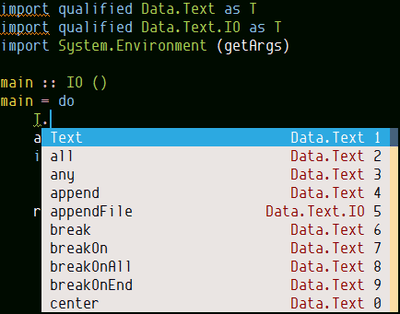 import qualified Data.Text as T
import qualified Data.Text.IO as T
import System.Environment (getArgs)
main :: IO ()
main = do
T.
a
Text Data.Text 1
all Data.Text 2
i
any Data.Text 3
append Data.Text 4
r
appendFile Data.Text.IO 5
break Data.Text 6
breakOn Data.Text 7
breakOnAll Data.Text 8
breakOnEnd Data.Text 9
center Data.Text 0